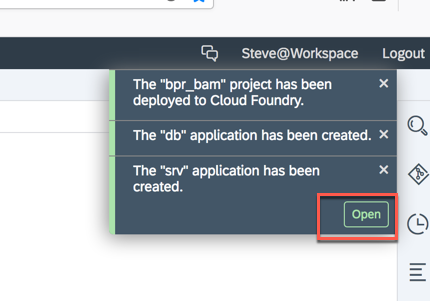 Steve@Workspace Logout
The "bpr_bam" project has been
deployed to Cloud Foundry.
The "db" application has been created.
The "srv" application has been
created.
Open